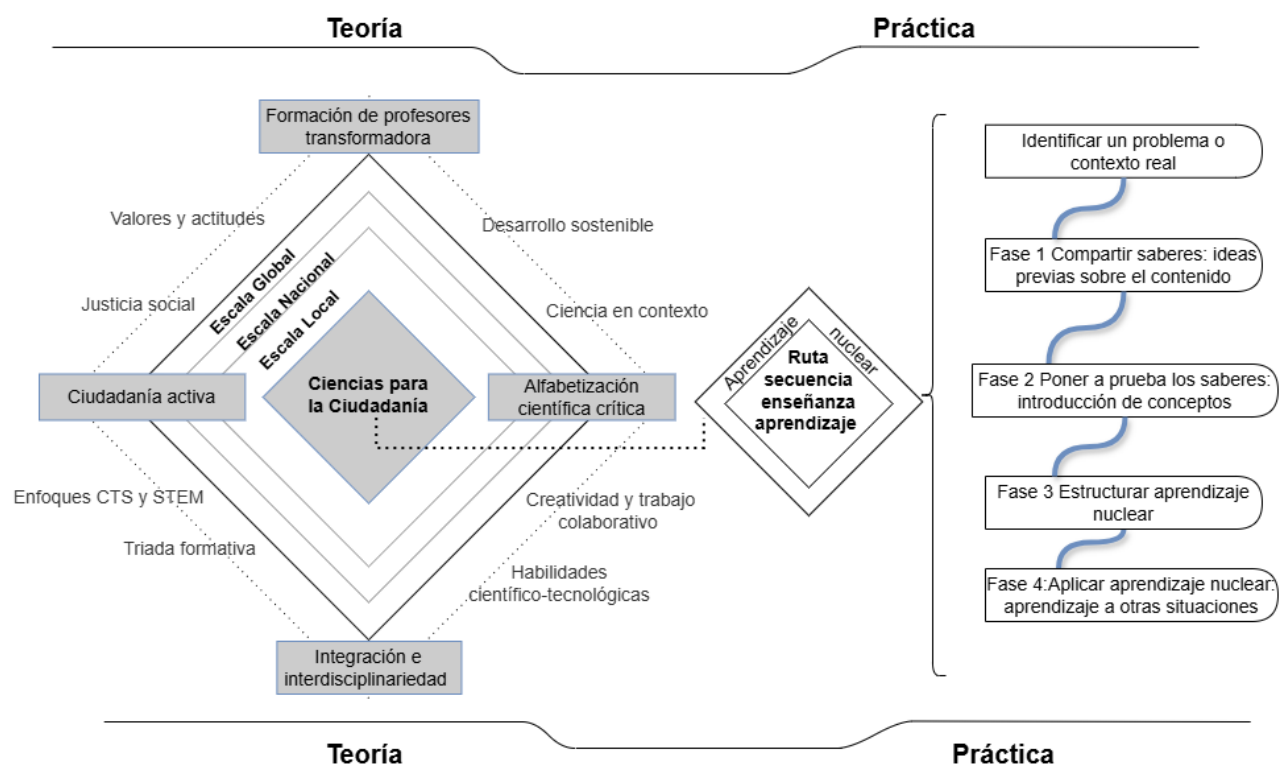 Teoría
Práctica
Formación de profesores
transformadora
Valores y actitudes
Desarrollo sostenible
Justicia social
Ciencia en contexto
Escala Global
Escala Nacional
Escala Local
Ciudadanía activa
Ciencias para
la Ciudadanía
Alfabetización
científica crítica
Enfoques CTS y STEM
Creatividad y trabajo
colaborativo
Triada formativa
Habilidades
científico-tecnológicas
Integración e
interdisciplinariedad
Aprendizaje
nuclear
Ruta
secuencia
enseñanza
aprendizaje
Identificar un problema o
contexto real
Fase 1 Compartir saberes: ideas
previas sobre el contenido
Fase 2 Poner a prueba los saberes:
introducción de conceptos
Fase 3 Estructurar aprendizaje
nuclear
Fase 4:Aplicar aprendizaje nuclear:
aprendizaje a otras situaciones
Teoría
Práctica